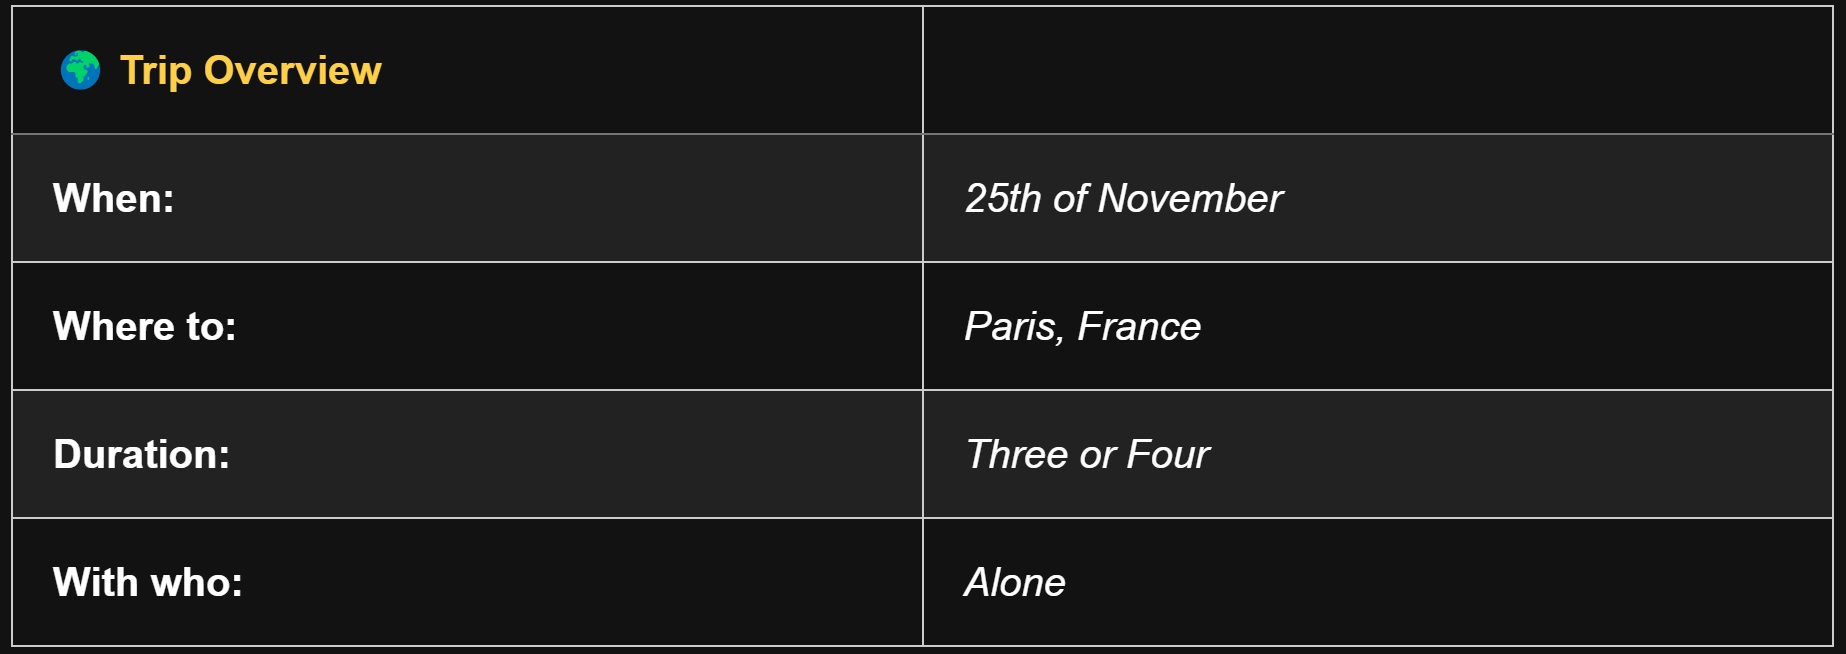 Trip Overview
When:
25th of November
Where to:
Paris, France
Duration:
Three or Four
With who:
Alone